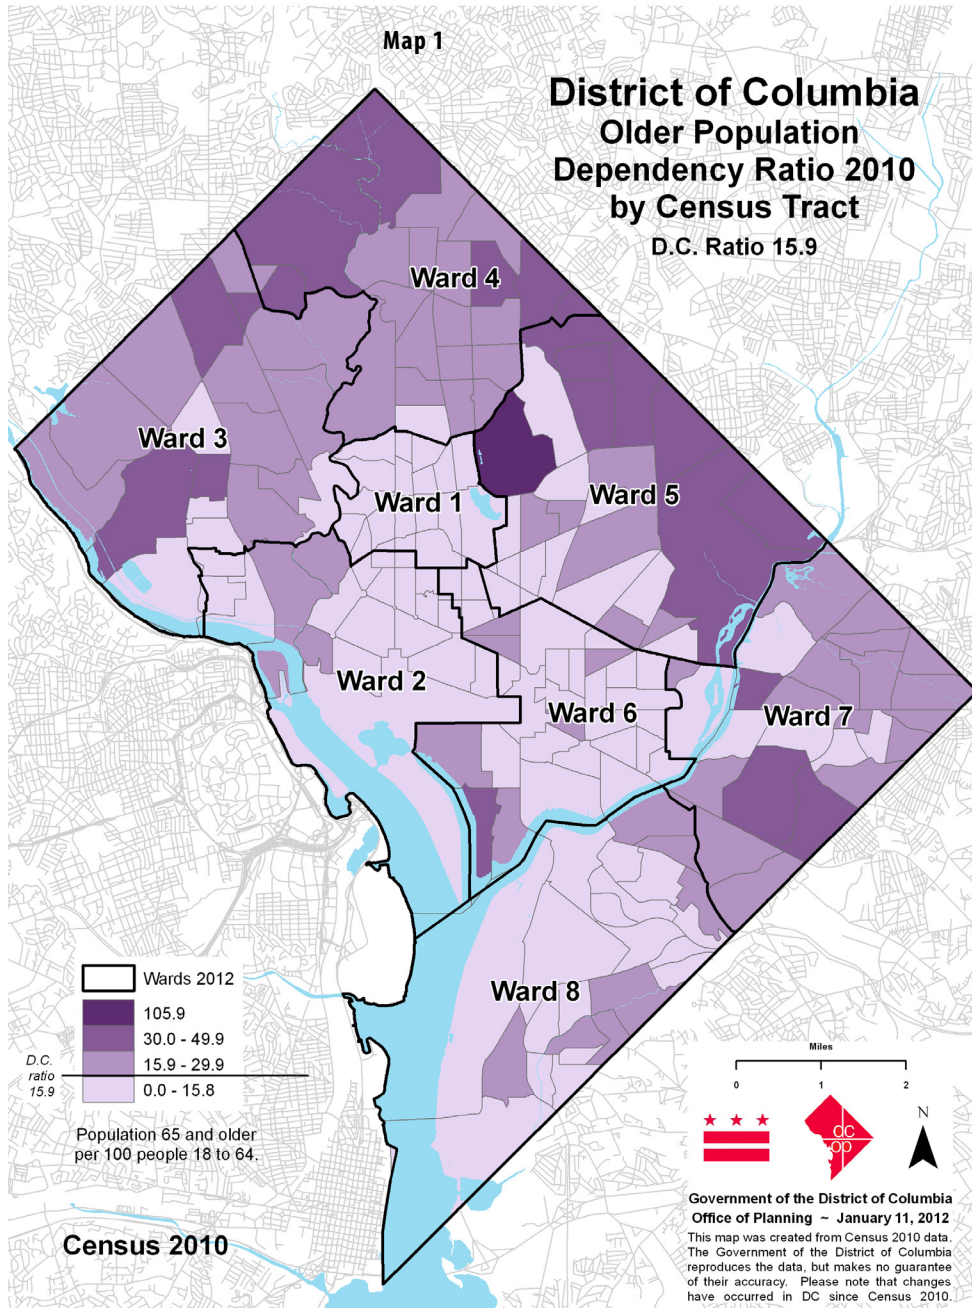 Map 1
District of Columbia
Older Population
Dependency Ratio 2010
by Census Tract
D.C. Ratio 15.9
Ward 4
Ward 3
Ward 5
Ward 1
Ward 2
Ward 6
Ward 7
Ward 8
Wards 2012
105.9
30.0 - 49.9
15.9 - 29.9
0.0 - 15.8
D.C.
ratio
15.9
Population 65 and older
per 100 people 18 to 64.
Census 2010
Miles
0 1 2
dc
op
N
Government of the District of Columbia
Office of Planning ~ January 11, 2012
This map was created from Census 2010 data.
The Government of the District of Columbia
reproduces the data, but makes no guarantee
of their accuracy. Please note that changes
have occurred in DC since Census 2010.